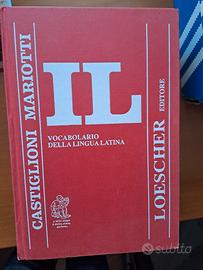 CASTIGLIONI MARIOTTI
IL
VOCABOLARIO
DELLA LINGUA LATINA
LOESCHER EDITORE
subito